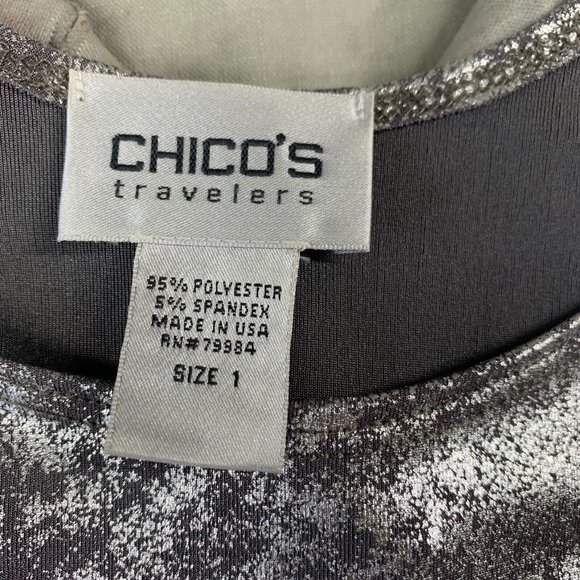 CHICO'S
travelers
95% POLYESTER
5% SPANDEX
MADE IN USA
RN#79984
SIZE 1